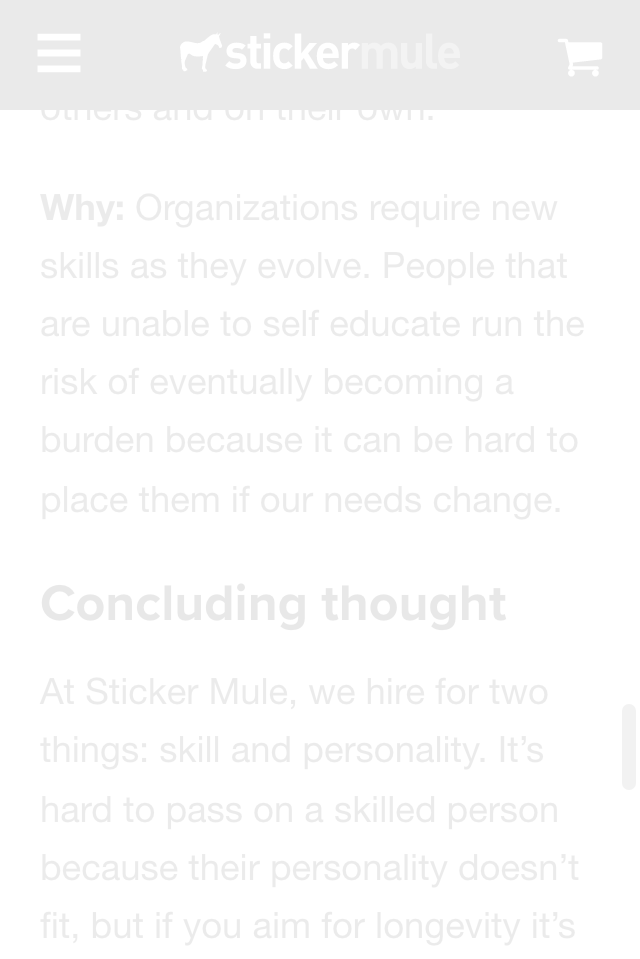 stickermule
others and on their own.
Why: Organizations require new
skills as they evolve. People that
are unable to self educate run the
risk of eventually becoming a
burden because it can be hard to
place them if our needs change.
Concluding thought
At Sticker Mule, we hire for two
things: skill and personality. It’s
hard to pass on a skilled person
because their personality doesn’t
fit, but if you aim for longevity it’s